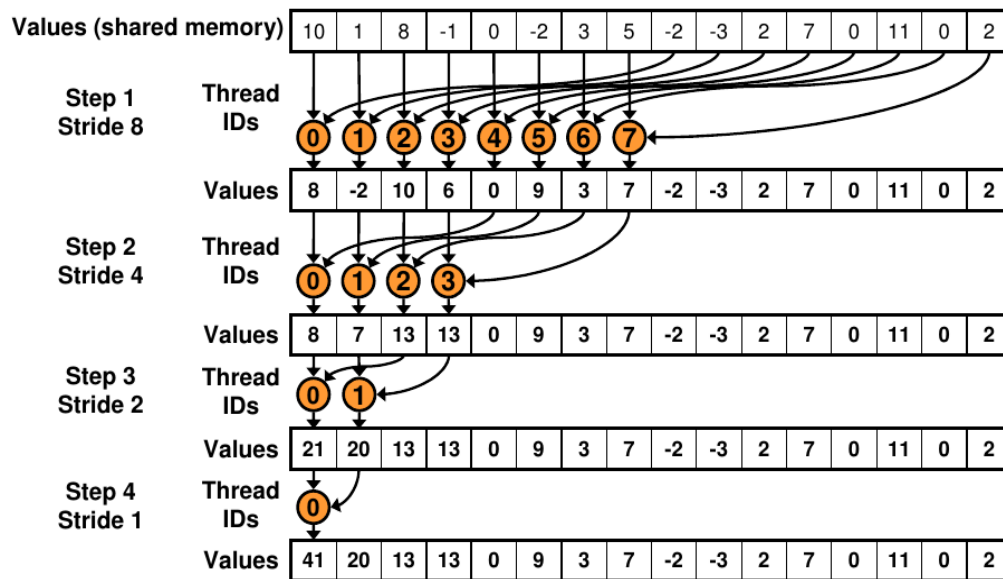 Values (shared memory) 10 1 8 -1 0 -2 3 5 -2 -3 2 7 0 11 0 2
Step 1 Thread
Stride 8 IDs
0 1 2 3 4 5 6 7
Values 8 -2 10 6 0 9 3 7 -2 -3 2 7 0 11 0 2
Step 2 Thread
Stride 4 IDs
0 1 2 3
Values 8 7 13 13 0 9 3 7 -2 -3 2 7 0 11 0 2
Step 3 Thread
Stride 2 IDs
0 1
Values 21 20 13 13 0 9 3 7 -2 -3 2 7 0 11 0 2
Step 4 Thread
Stride 1 IDs
0
Values 41 20 13 13 0 9 3 7 -2 -3 2 7 0 11 0 2